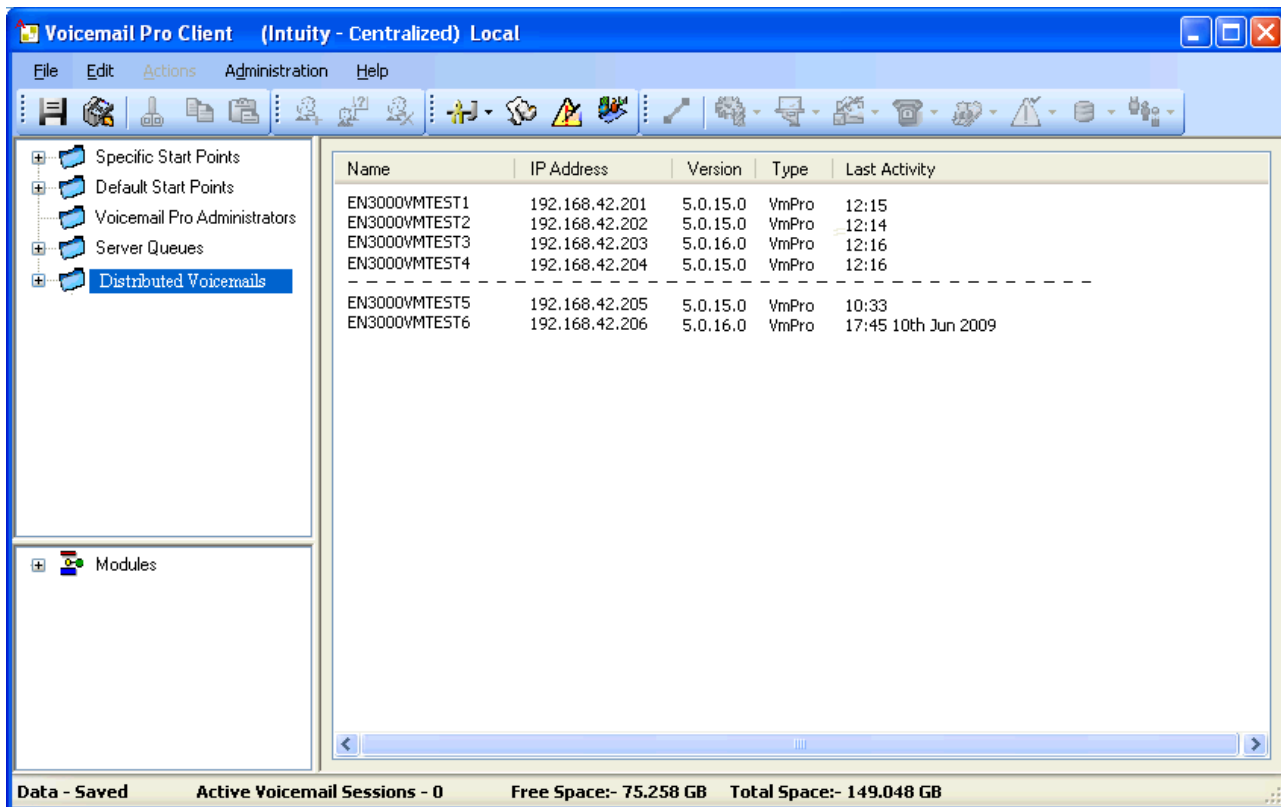 Voicemail Pro Client (Intuity - Centralized) Local
File Edit Actions Administration Help
Specific Start Points
Default Start Points
Voicemail Pro Administrators
Server Queues
Distributed Voicemails
Modules
Name IP Address Version Type Last Activity
EN3000VMTEST1 192.168.42.201 5.0.15.0 VmPro 12:15
EN3000VMTEST2 192.168.42.202 5.0.15.0 VmPro 12:14
EN3000VMTEST3 192.168.42.203 5.0.16.0 VmPro 12:16
EN3000VMTEST4 192.168.42.204 5.0.15.0 VmPro 12:16
EN3000VMTEST5 192.168.42.205 5.0.15.0 VmPro 10:33
EN3000VMTEST6 192.168.42.206 5.0.16.0 VmPro 17:45 10th Jun 2009
Data - Saved Active Voicemail Sessions - 0 Free Space:- 75.258 GB Total Space:- 149.048 GB